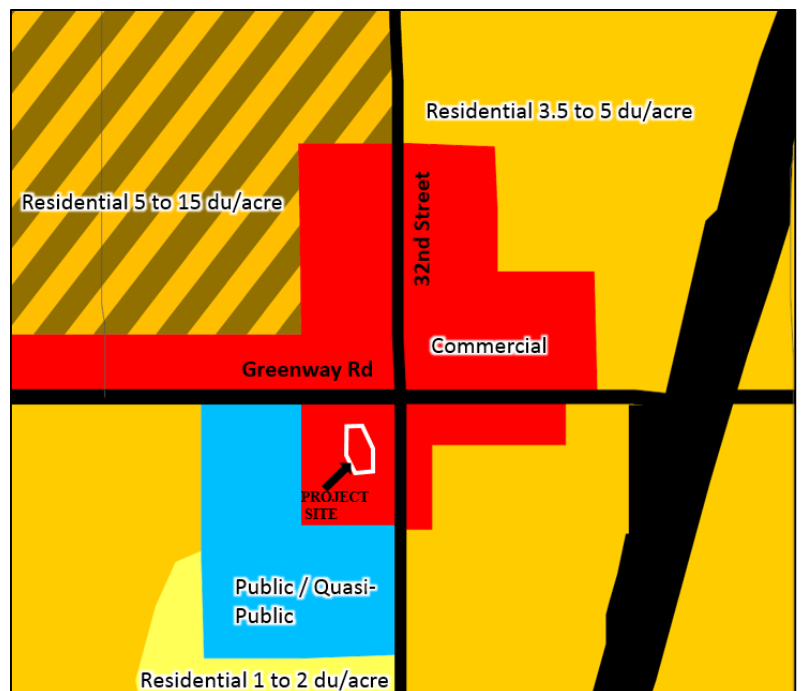 Residential 3.5 to 5 du/acre
Residential 5 to 15 du/acre
32nd Street
Commercial
Greenway Rd
PROJECT
SITE
Public / Quasi-
Public
Residential 1 to 2 du/acre